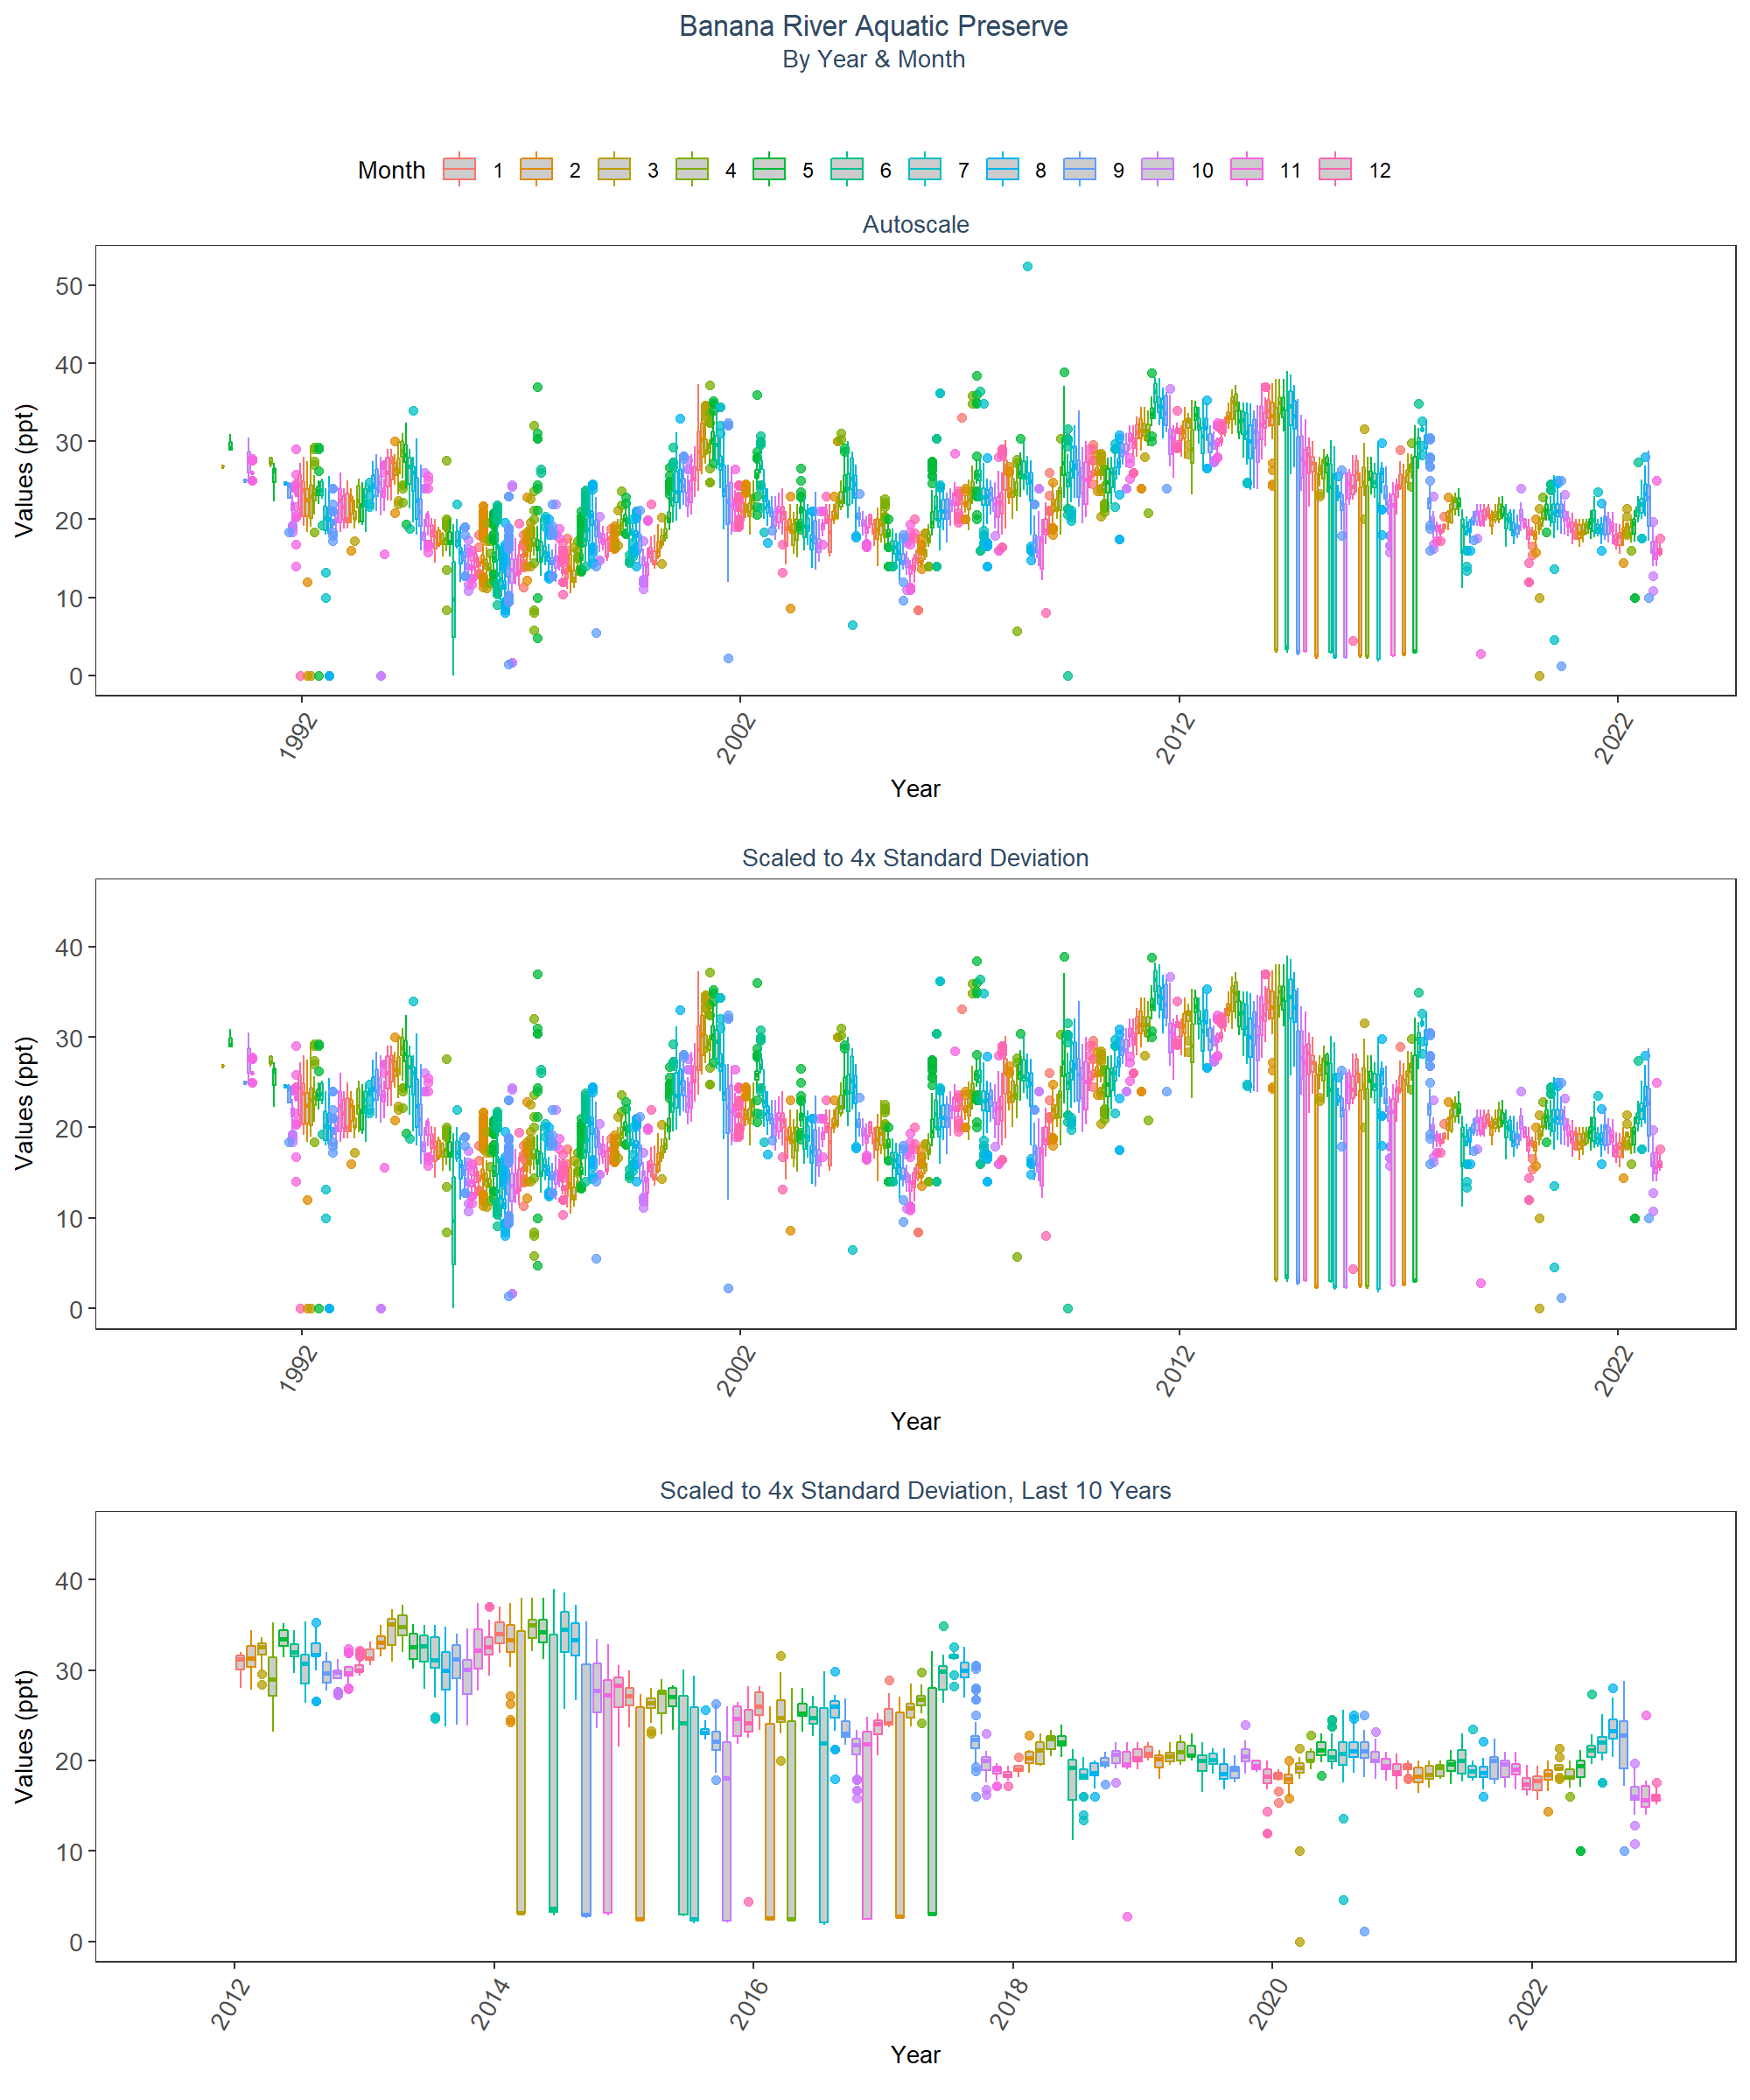 Banana River Aquatic Preserve
By Year & Month
Month 1 2 3 4 5 6 7 8 9 10 11 12
Autoscale
Values (ppt)
50
40
30
20
10
0
1992 2002 2012 2022
Year
Scaled to 4x Standard Deviation
Values (ppt)
40
30
20
10
0
1992 2002 2012 2022
Year
Scaled to 4x Standard Deviation, Last 10 Years
Values (ppt)
40
30
20
10
0
2012 2014 2016 2018 2020 2022
Year